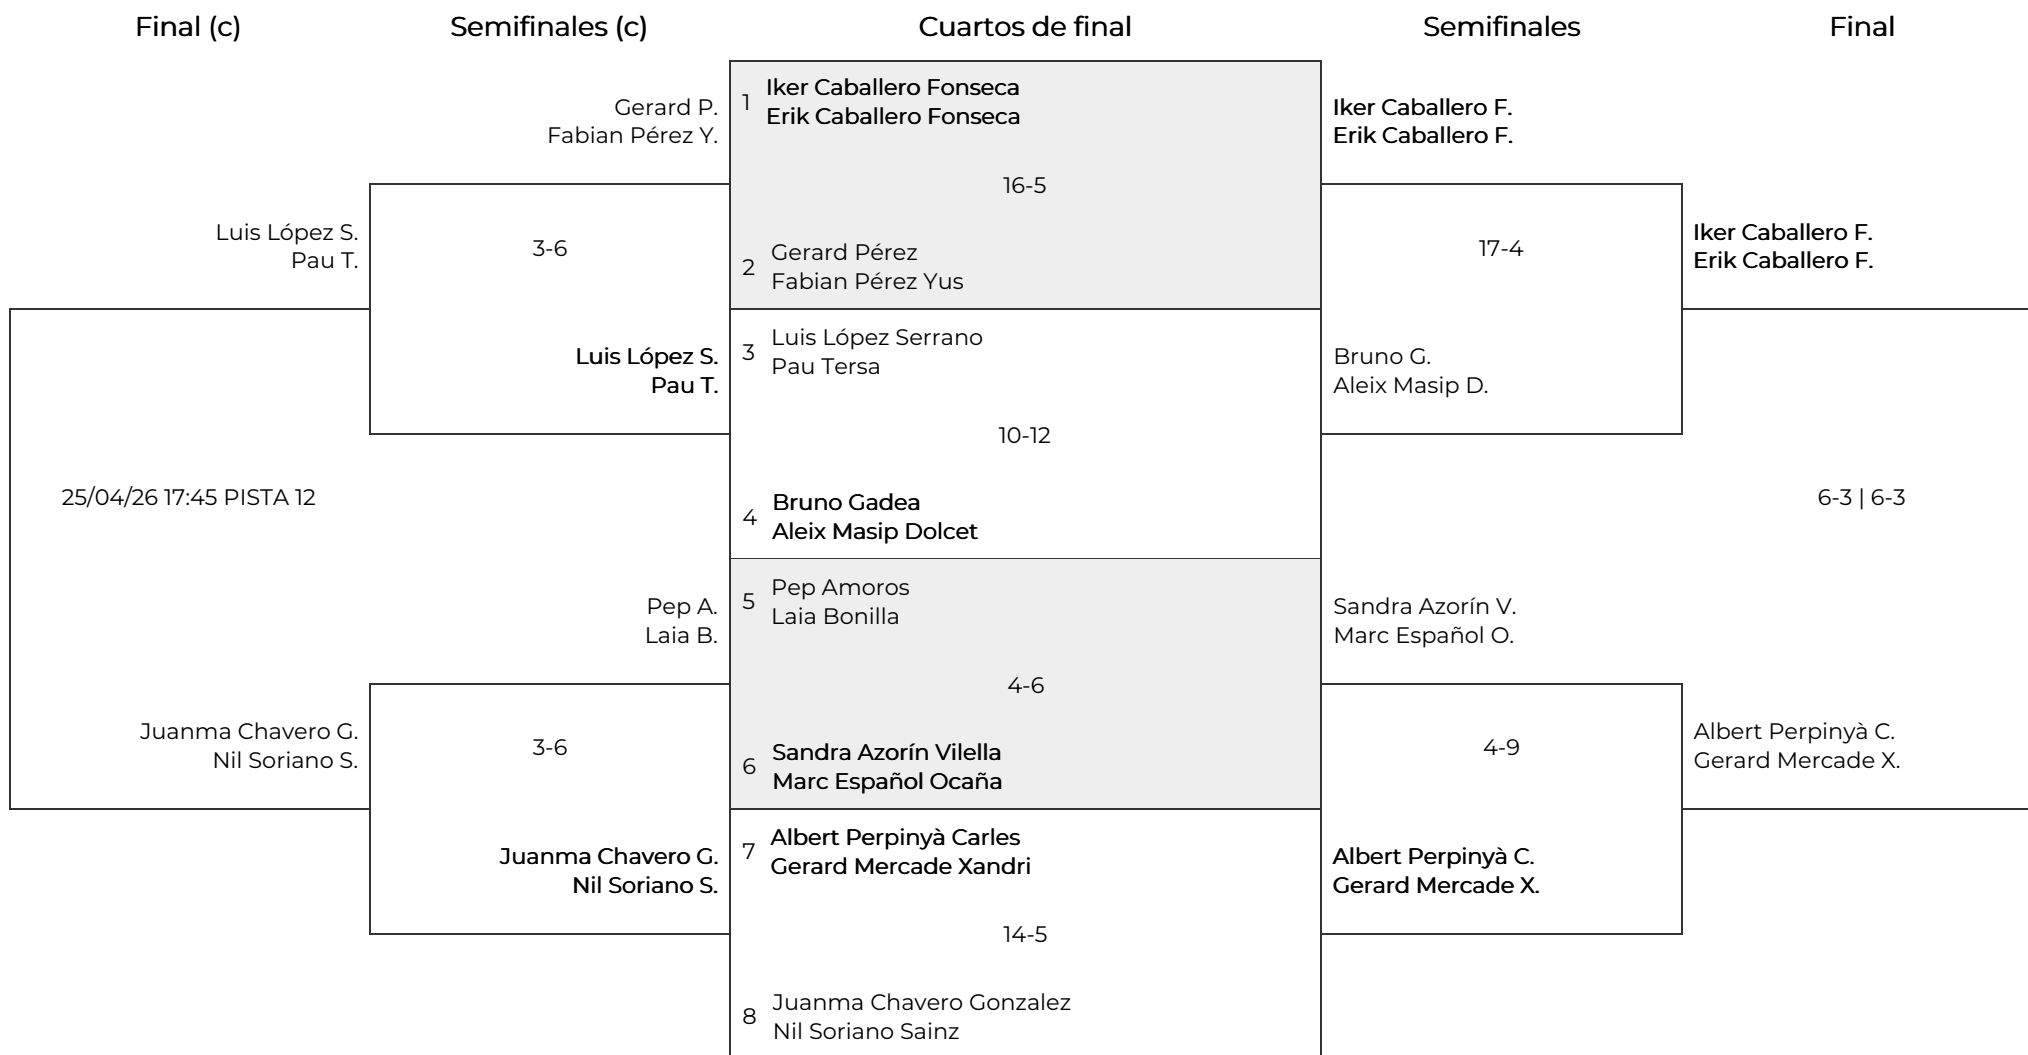 Final (c)
Semifinales (c)
Cuartos de final
Semifinales
Final
Gerard P.
Fabian Pérez Y.
3-6
Luis López S.
Pau T.
Luis López S.
Pau T.
25/04/26 17:45 PISTA 12
Pep A.
Laia B.
Juanma Chavero G.
Nil Soriano S.
3-6
Juanma Chavero G.
Nil Soriano S.
1 Iker Caballero Fonseca
Erik Caballero Fonseca
16-5
2 Gerard Pérez
Fabian Pérez Yus
3 Luis López Serrano
Pau Tersa
10-12
4 Bruno Gadea
Aleix Masip Dolcet
5 Pep Amoros
Laia Bonilla
4-6
6 Sandra Azorín Vilella
Marc Español Ocaña
7 Albert Perpinyà Carles
Gerard Mercade Xandri
14-5
8 Juanma Chavero Gonzalez
Nil Soriano Sainz
Iker Caballero F.
Erik Caballero F.
17-4
Bruno G.
Aleix Masip D.
Sandra Azorín V.
Marc Español O.
4-9
Albert Perpinyà C.
Gerard Mercade X.
Iker Caballero F.
Erik Caballero F.
6-3 | 6-3
Albert Perpinyà C.
Gerard Mercade X.